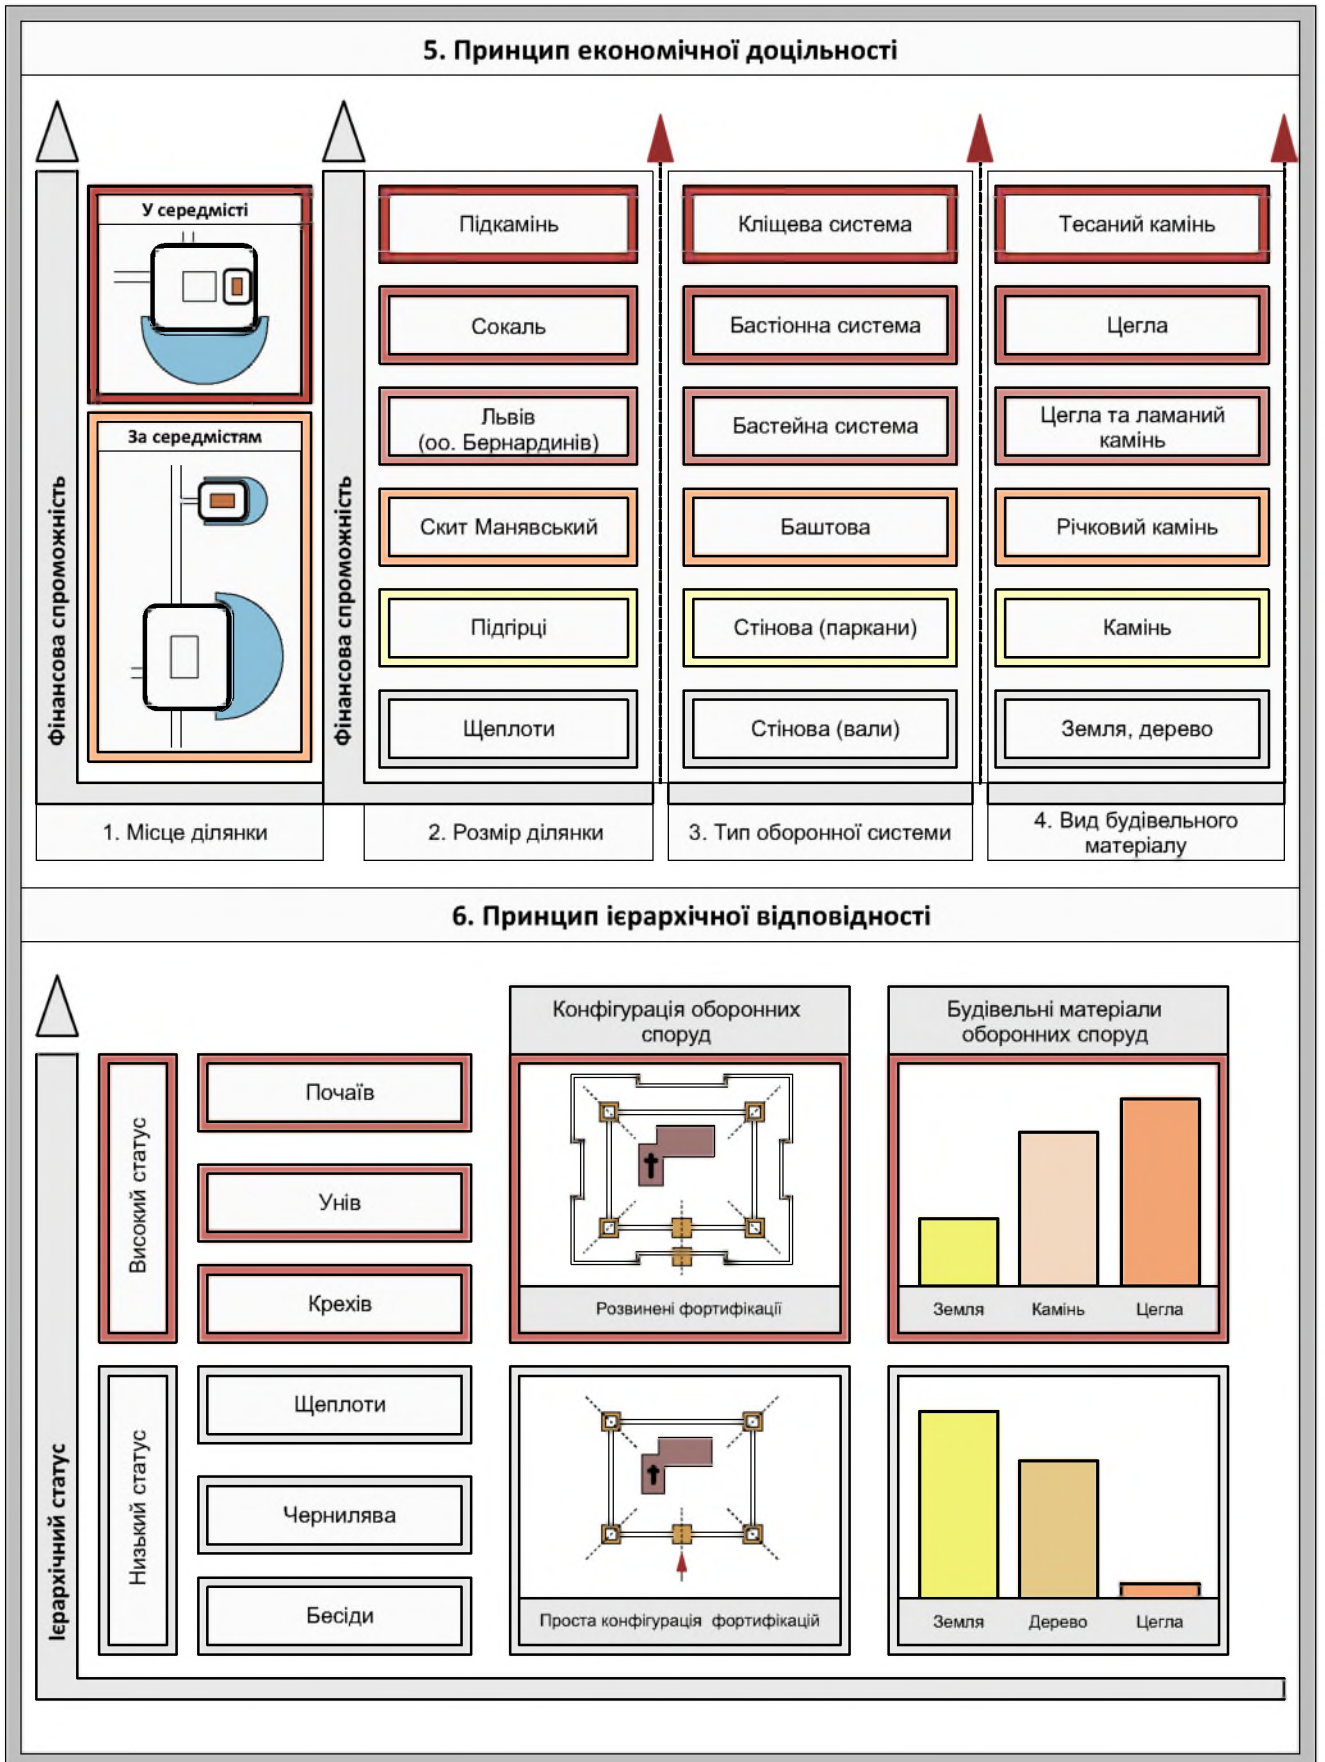 5. Принцип економічної доцільності
Фінансова спроможність
У середмісті
За середмістям
1. Місце ділянки
Фінансова спроможність
Підкамінь
Сокаль
Львів
(оо. Бернардинів)
Скит Манявський
Підгірці
Щеплоти
2. Розмір ділянки
Кліщева система
Бастіонна система
Бастейна система
Баштова
Стінова (паркани)
Стінова (вали)
3. Тип оборонної системи
Тесаний камінь
Цегла
Цегла та ламаний
камінь
Річковий камінь
Камінь
Земля, дерево
4. Вид будівельного
матеріалу
6. Принцип ієрархічної відповідності
Ієрархічний статус
Високий статус
Почаїв
Унів
Крехів
Низький статус
Щеплоти
Чернилява
Бесіди
Конфігурація оборонних
споруд
Розвинені фортифікації
Проста конфігурація фортифікацій
Будівельні матеріали
оборонних споруд
Земля Камінь Цегла
Земля Дерево Цегла